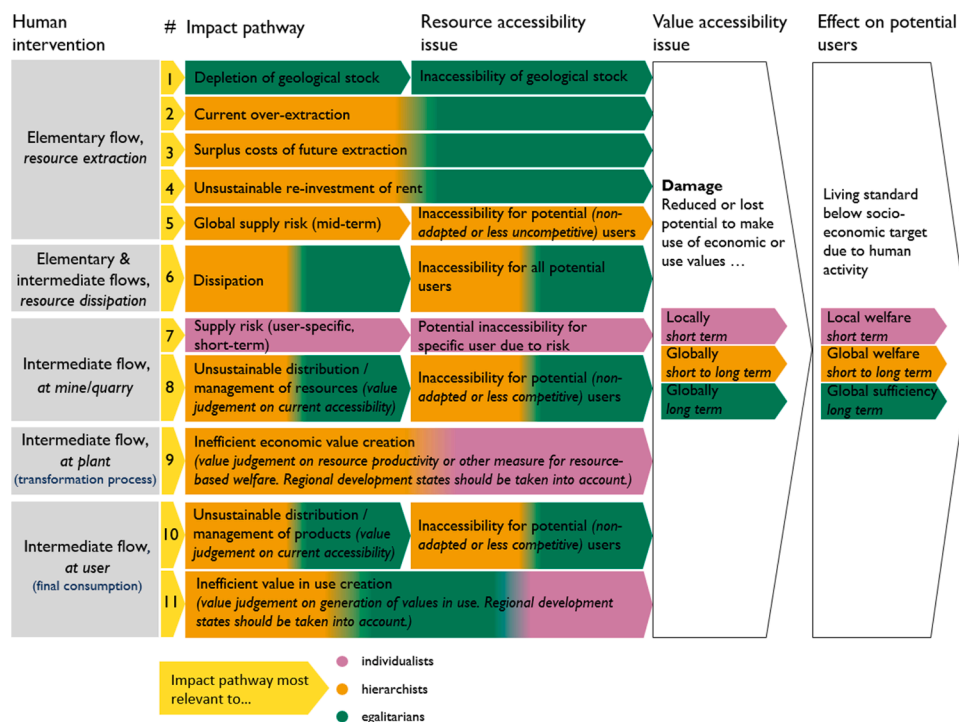 Human
intervention
# Impact pathway
Resource accessibility
issue
Value accessibility
issue
Effect on potential
users
Elementary flow,
resource extraction
1
Depletion of geological stock
Inaccessibility of geological stock
2
Current over-extraction
3
Surplus costs of future extraction
4
Unsustainable re-investment of rent
5
Global supply risk (mid-term)
Inaccessibility for potential (non-
adapted or less uncompetitive) users
Elementary &
intermediate flows,
resource dissipation
6
Dissipation
Inaccessibility for all potential
users
Intermediate flow,
at mine/quarry
7
Supply risk (user-specific,
short-term)
Potential inaccessibility for
specific user due to risk
8
Unsustainable distribution /
management of resources (value
judgement on current accessibility)
Inaccessibility for potential (non-
adapted or less competitive) users
Intermediate flow,
at plant
(transformation process)
9
Inefficient economic value creation
(value judgement on resource productivity or other measure for resource-
based welfare. Regional development states should be taken into account.)
Intermediate flow,
at user
(final consumption)
10
Unsustainable distribution /
management of products (value
judgement on current accessibility)
Inaccessibility for potential (non-
adapted or less competitive) users
11
Inefficient value in use creation
(value judgement on generation of values in use. Regional development
states should be taken into account.)
Damage
Reduced or lost
potential to make
use of economic or
use values ...
Locally
short term
Globally
short to long term
Globally
long term
Living standard
below socio-
economic target
due to human
activity
Local welfare
short term
Global welfare
short to long term
Global sufficiency
long term
Impact pathway most
relevant to...
individualists
hierarchists
egalitarians